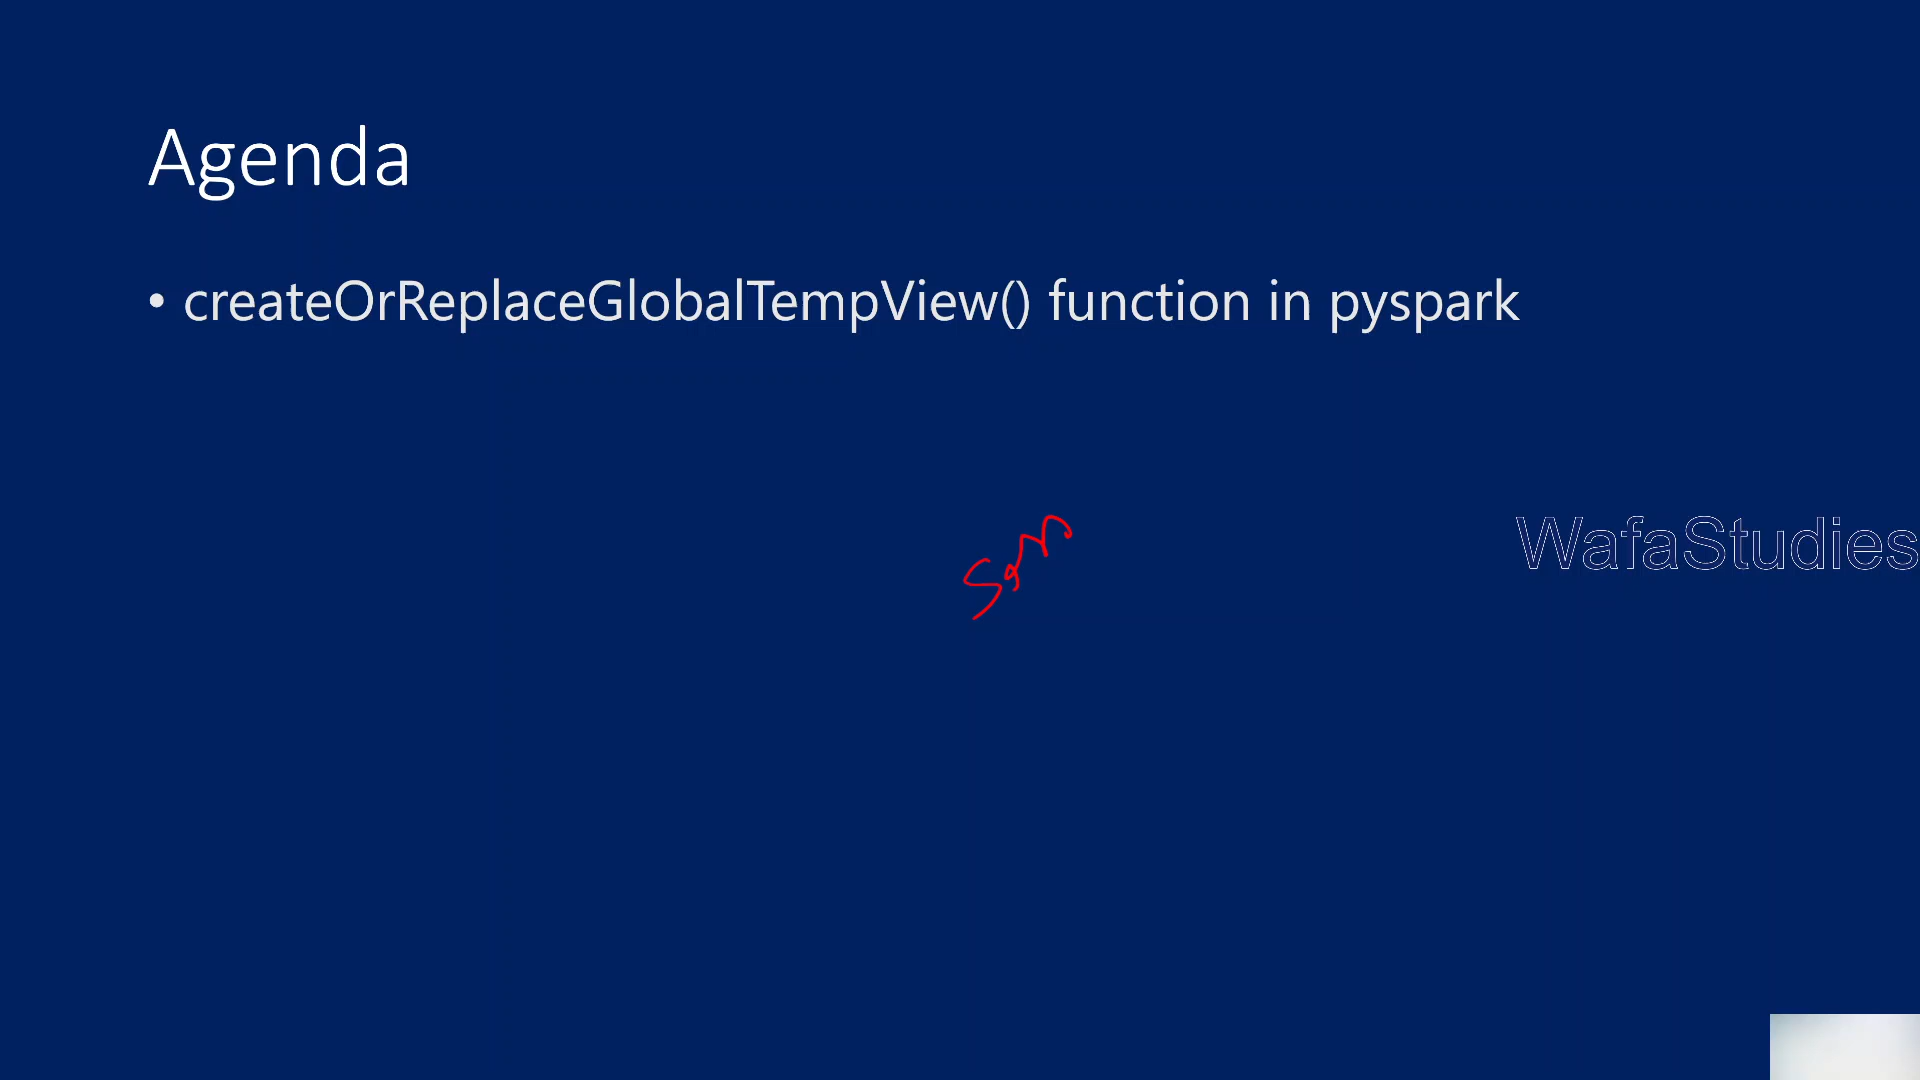 Agenda
• createOrReplaceGlobalTempView() function in pyspark
WafaStudies